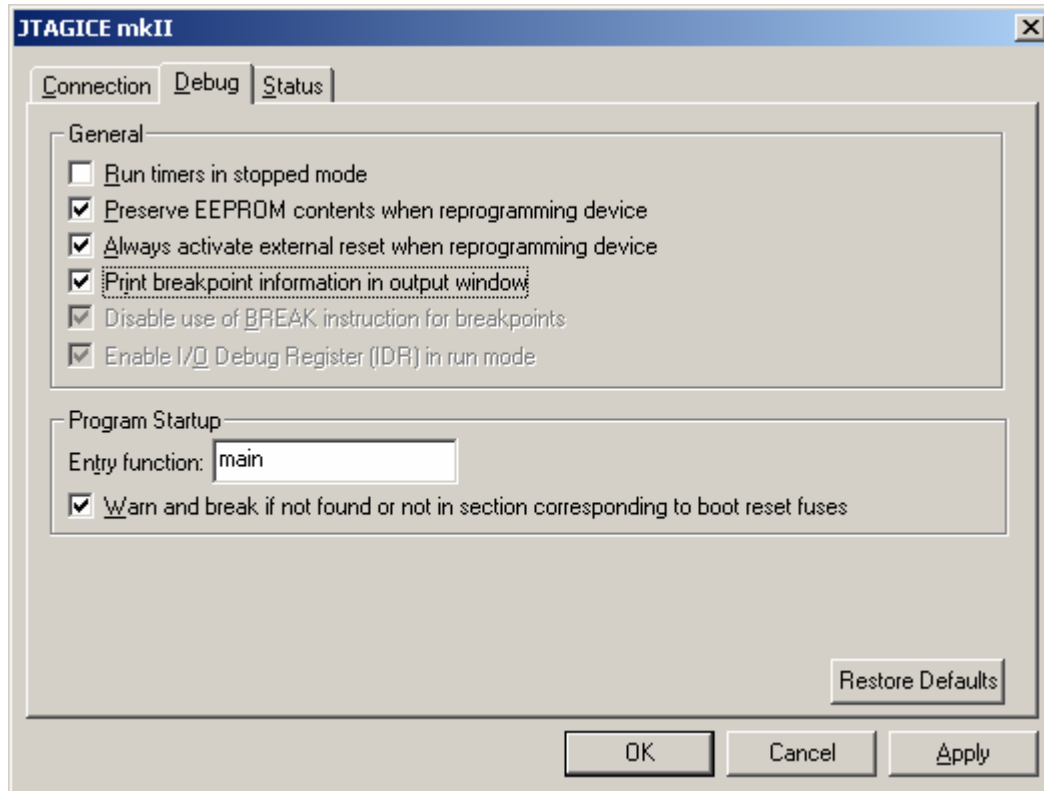 JTAGICE mkII
Connection
Debug
Status
General
Run timers in stopped mode
Preserve EEPROM contents when reprogramming device
Always activate external reset when reprogramming device
Print breakpoint information in output window
Disable use of BREAK instruction for breakpoints
Enable I/O Debug Register (IDR) in run mode
Program Startup
Entry function: main
Warn and break if not found or not in section corresponding to boot reset fuses
Restore Defaults
OK
Cancel
Apply